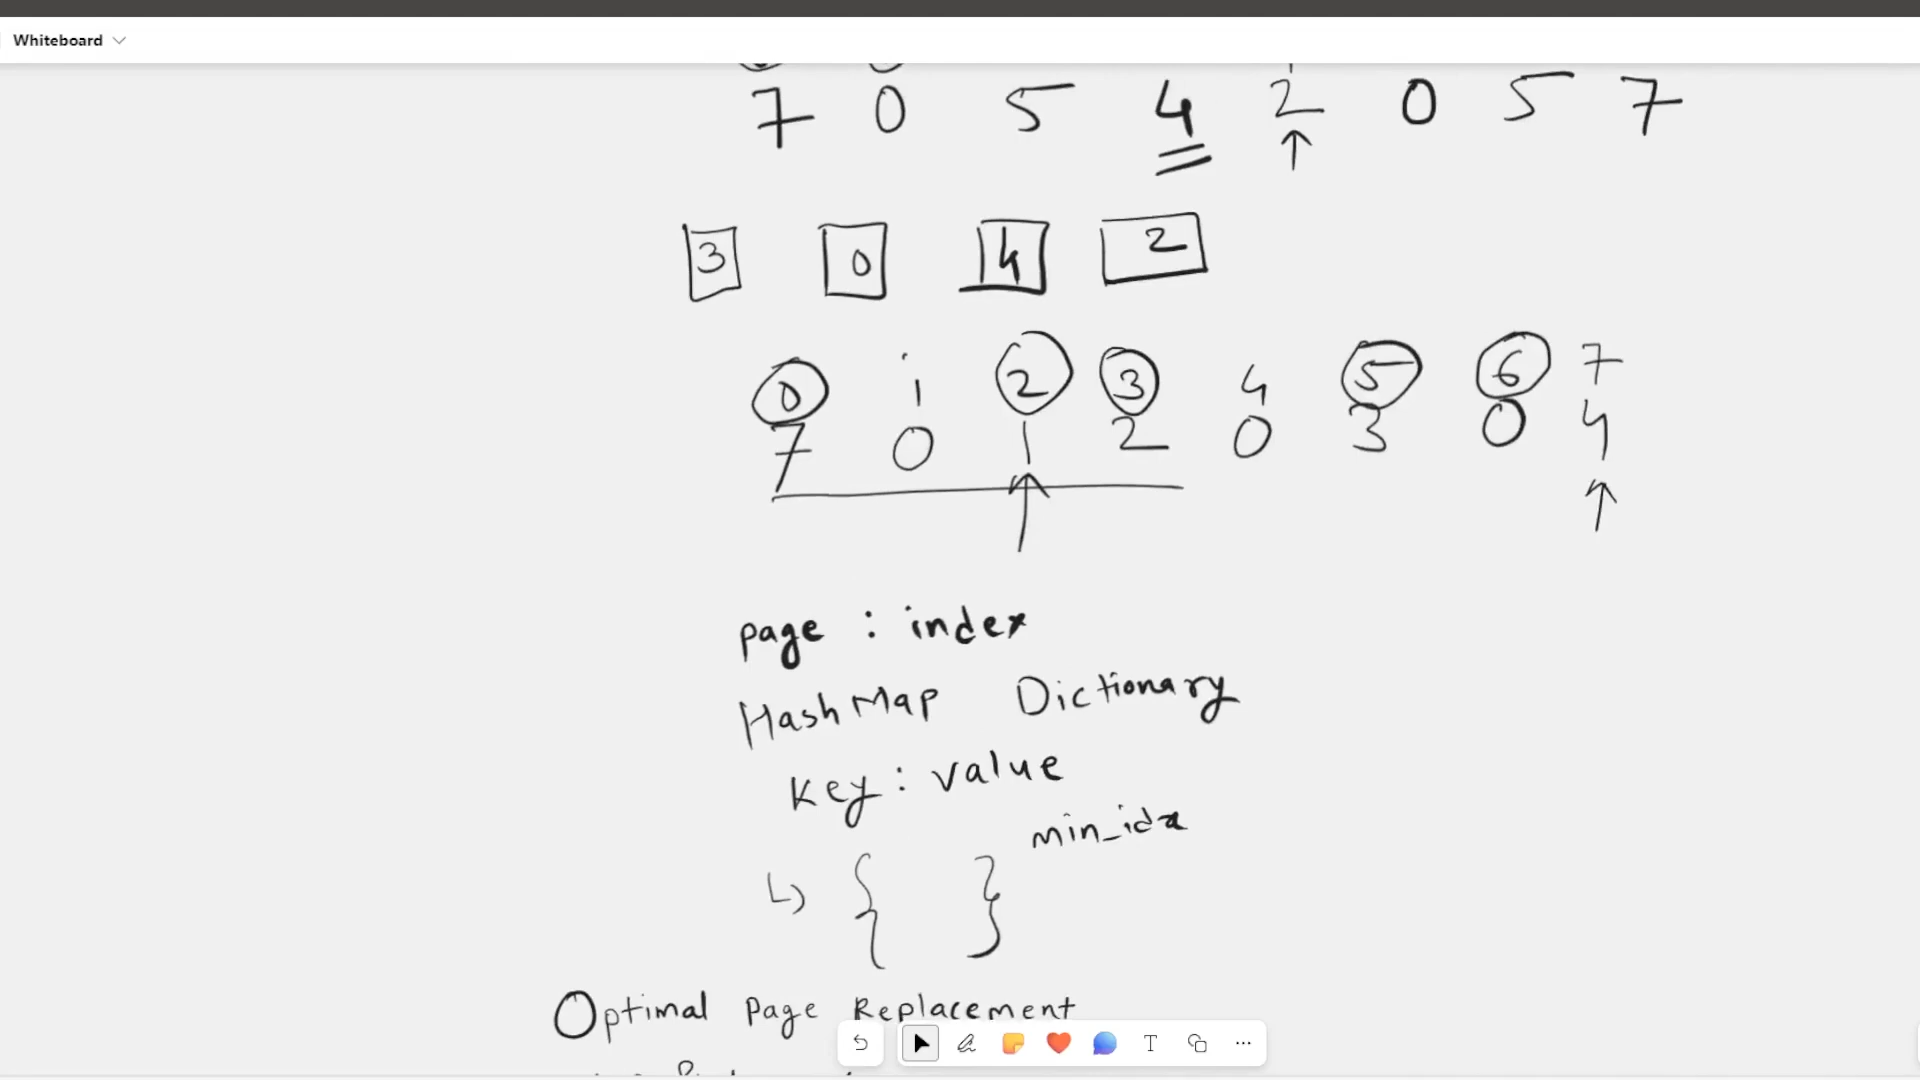 Whiteboard
7 0 5 4 2 0 5 7
3 0 4 2
0 1 2 3 4 5 6 7
7 0 1 2 0 3 0 4
page : index
HashMap Dictionary
Key : value
min_idx
{ }
Optimal Page Replacement
T